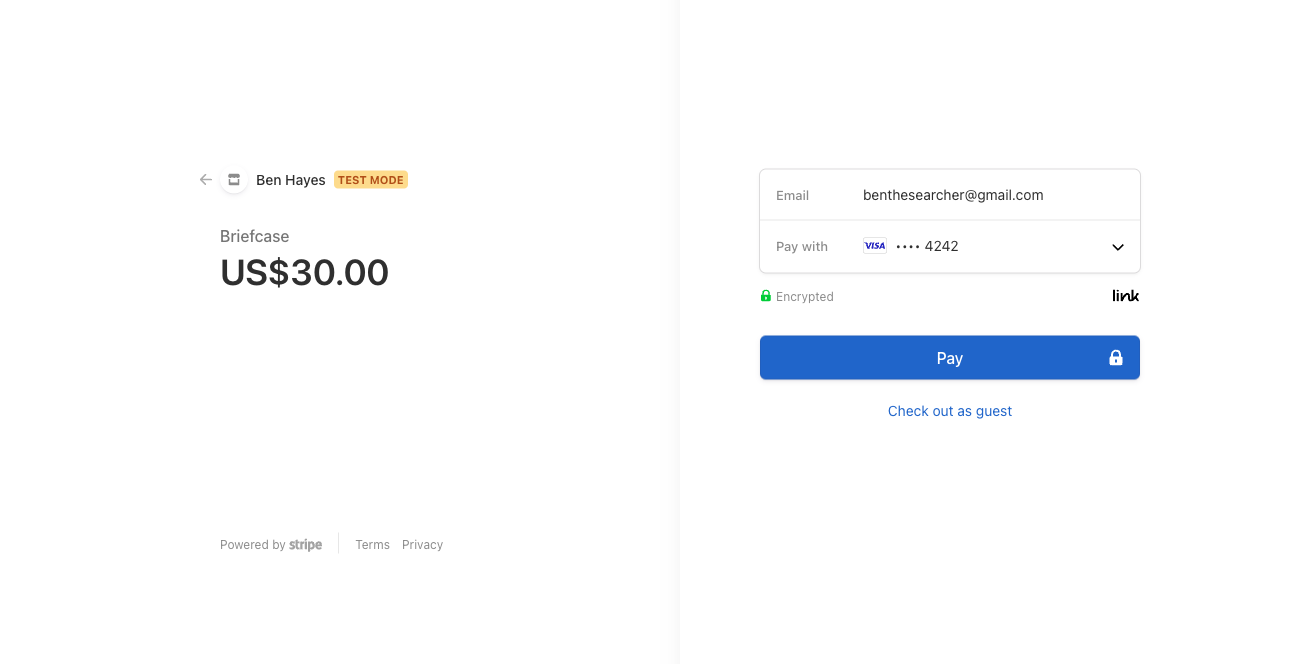 Ben Hayes TEST MODE
Briefcase
US$30.00
Powered by stripe Terms Privacy
Email benthesearcher@gmail.com
Pay with VISA •••• 4242
Encrypted link
Pay
Check out as guest